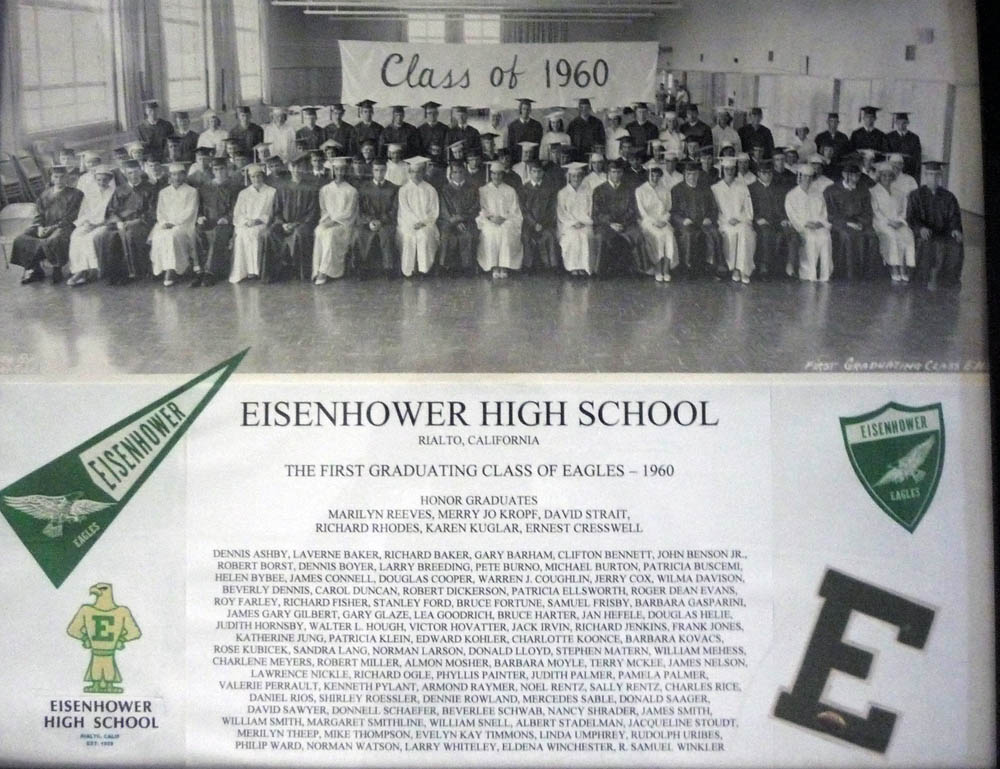 Class of 1960
FIRST GRADUATING CLASS
EISENHOWER
EAGLES
EISENHOWER HIGH SCHOOL
RIALTO, CALIFORNIA
THE FIRST GRADUATING CLASS OF EAGLES – 1960
HONOR GRADUATES
MARILYN REEVES, MERRY JO KROPF, DAVID STRAIT,
RICHARD RHODES, KAREN KUGLAR, ERNEST CRESSWELL
DENNIS ASHBY, LAVERNE BAKER, RICHARD BAKER, GARY BARHAM, CLIFTON BENNETT, JOHN BENSON JR.,
ROBERT BORST, DENNIS BOYER, LARRY BREEDING, PETE BURNO, MICHAEL BURTON, PATRICIA BUSCEMI,
HELEN BYBEE, JAMES CONNELL, DOUGLAS COOPER, WARREN J. COUGHLIN, JERRY COX, WILMA DAVISON,
BEVERLY DENNIS, CAROL DUNCAN, ROBERT DICKERSON, PATRICIA ELLSWORTH, ROGER DEAN EVANS,
ROY FARLEY, RICHARD FISHER, STANLEY FORD, BRUCE FORTUNE, SAMUEL FRISBY, BARBARA GASPARINI,
JAMES GARY GILBERT, GARY GLAZE, LEA GOODRICH, BRUCE HARTER, JAN HEFELE, DOUGLAS HELIE,
JUDITH HORNSBY, WALTER L. HOUGH, VICTOR HOVATTER, JACK IRVIN, RICHARD JENKINS, FRANK JONES,
KATHERINE JUNG, PATRICIA KLEIN, EDWARD KOHLER, CHARLOTTE KOONCE, BARBARA KOVACS,
ROSE KUBICEK, SANDRA LANG, NORMAN LARSON, DONALD LLOYD, STEPHEN MATERN, WILLIAM MEHESS,
CHARLENE MEYERS, ROBERT MILLER, ALMON MOSHER, BARBARA MOYLE, TERRY MCKEE, JAMES NELSON,
LAWRENCE NICKLE, RICHARD OGLE, PHYLLIS PAINTER, JUDITH PALMER, PAMELA PALMER,
VALERIE PERRAULT, KENNETH PYLANT, ARMOND RAYMER, NOEL RENTZ, SALLY RENTZ, CHARLES RICE,
DANIEL RIOS, SHIRLEY ROESSLER, DENNIE ROWLAND, MERCEDES SABLE, DONALD SAAGER,
DAVID SAWYER, DONNELL SCHAEFER, BEVERLEE SCHWAB, NANCY SHRADER, JAMES SMITH,
WILLIAM SMITH, MARGARET SMITHLINE, WILLIAM SNELL, ALBERT STADELMAN, JACQUELINE STOUDT,
MERILYN THEEP, MIKE THOMPSON, EVELYN KAY TIMMONS, LINDA UMPHREY, RUDOLPH URIBES,
PHILIP WARD, NORMAN WATSON, LARRY WHITELEY, ELDENA WINCHESTER, R. SAMUEL WINKLER
EISENHOWER
EAGLES
E
EISENHOWER
HIGH SCHOOL
RIALTO, CALIF
EST. 1959
E